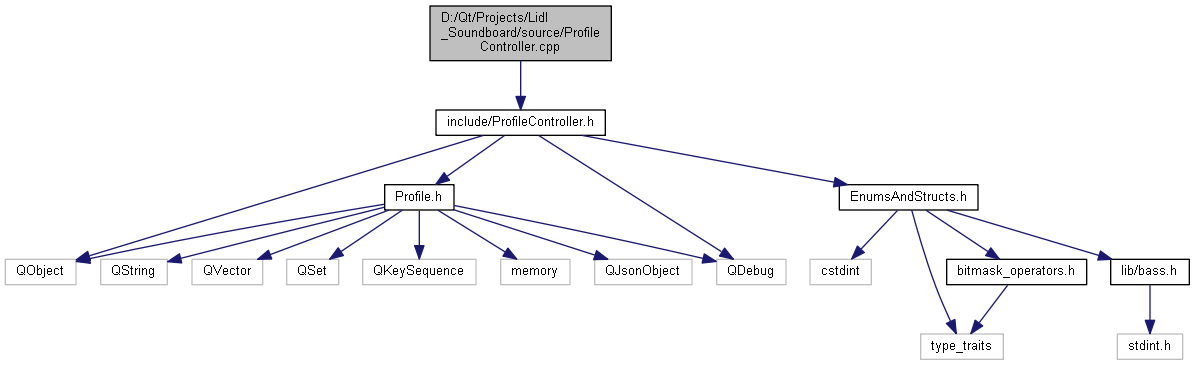 D:/Qt/Projects/Lidl
_Soundboard/source/Profile
Controller.cpp
include/ProfileController.h
Profile.h
EnumsAndStructs.h
QObject
QString
QVector
QSet
QKeySequence
memory
QJsonObject
QDebug
cstdint
bitmask_operators.h
lib/bass.h
type_traits
stdint.h